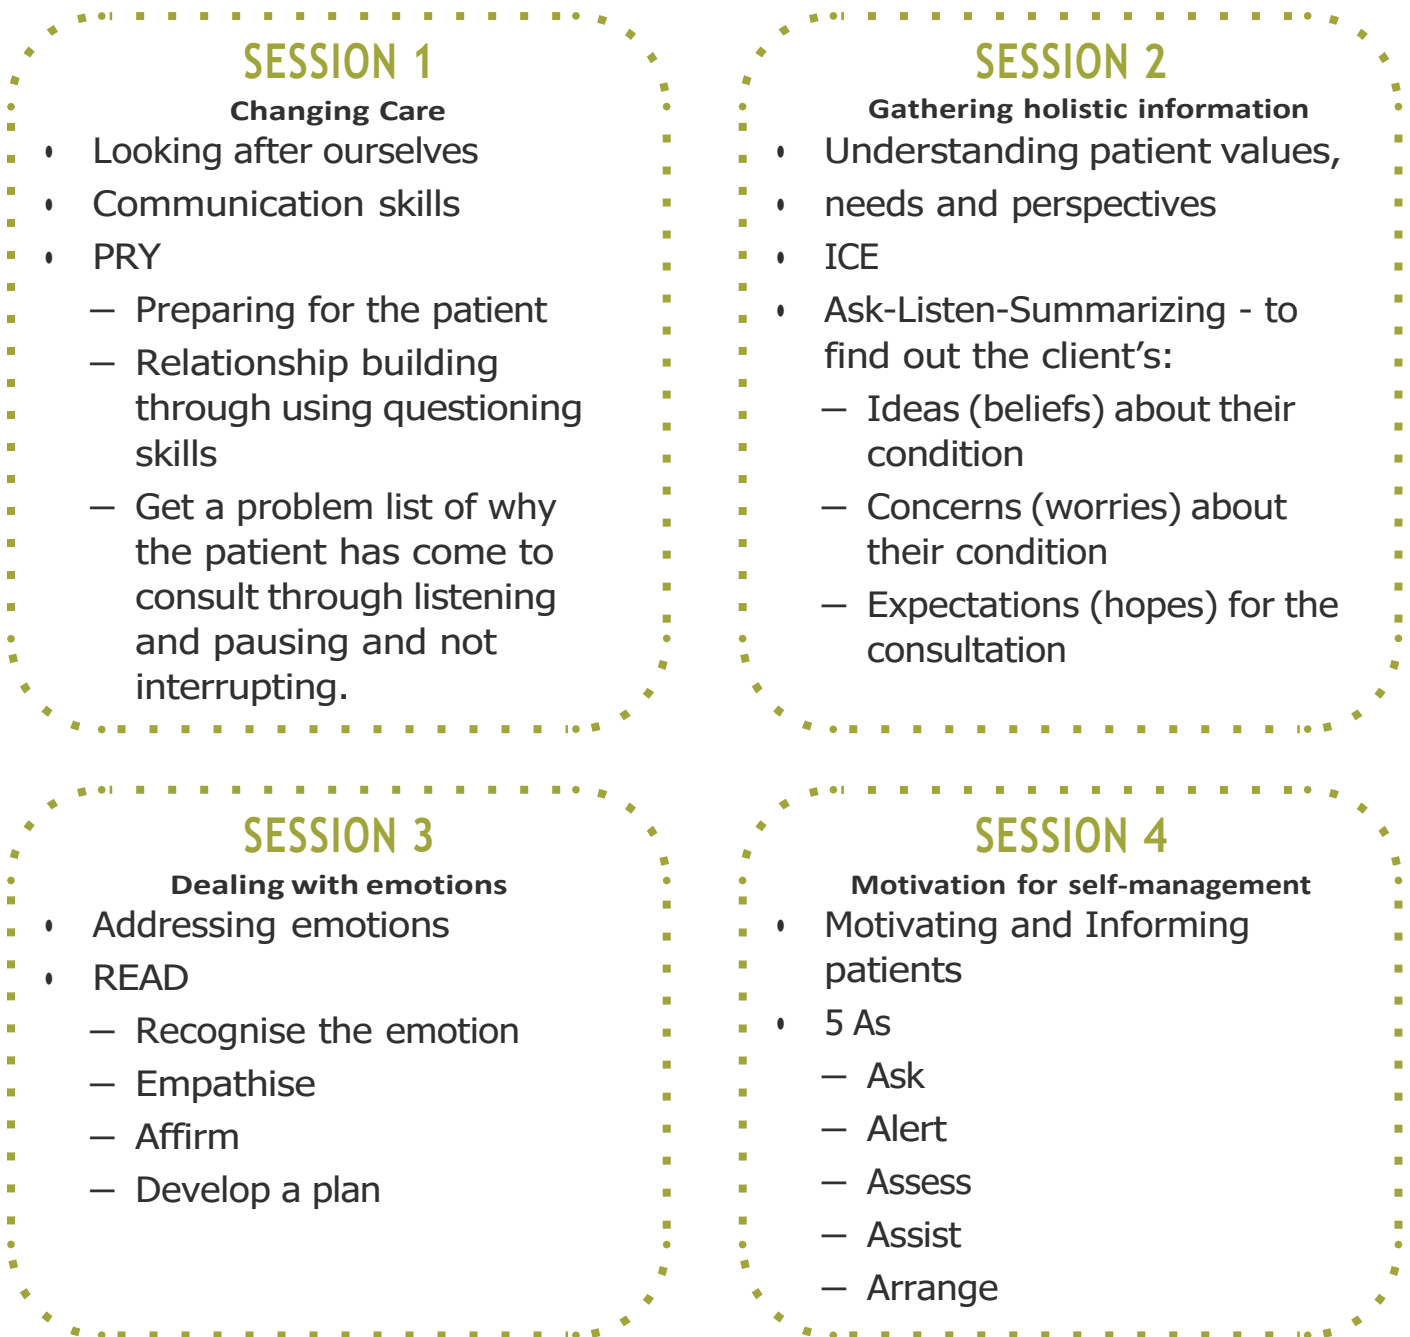 SESSION 1
Changing Care
• Looking after ourselves
• Communication skills
• PRY
— Preparing for the patient
— Relationship building
through using questioning
skills
— Get a problem list of why
the patient has come to
consult through listening
and pausing and not
interrupting.
SESSION 2
Gathering holistic information
• Understanding patient values,
• needs and perspectives
• ICE
• Ask-Listen-Summarizing - to
find out the client’s:
— Ideas (beliefs) about their
condition
— Concerns (worries) about
their condition
— Expectations (hopes) for the
consultation
SESSION 3
Dealing with emotions
• Addressing emotions
• READ
— Recognise the emotion
— Empathise
— Affirm
— Develop a plan
SESSION 4
Motivation for self-management
• Motivating and Informing
patients
• 5 As
— Ask
— Alert
— Assess
— Assist
— Arrange